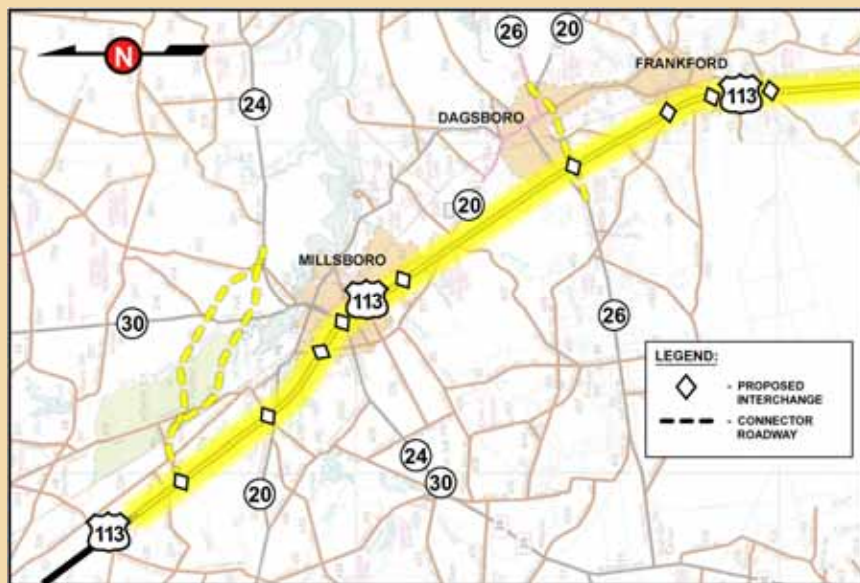 26
20
FRANKFORD
N
24
113
DAGSBORO
20
MILLSBORO
113
30
26
LEGEND:
- PROPOSED
INTERCHANGE
- CONNECTOR
ROADWAY
24
30
20
113
26